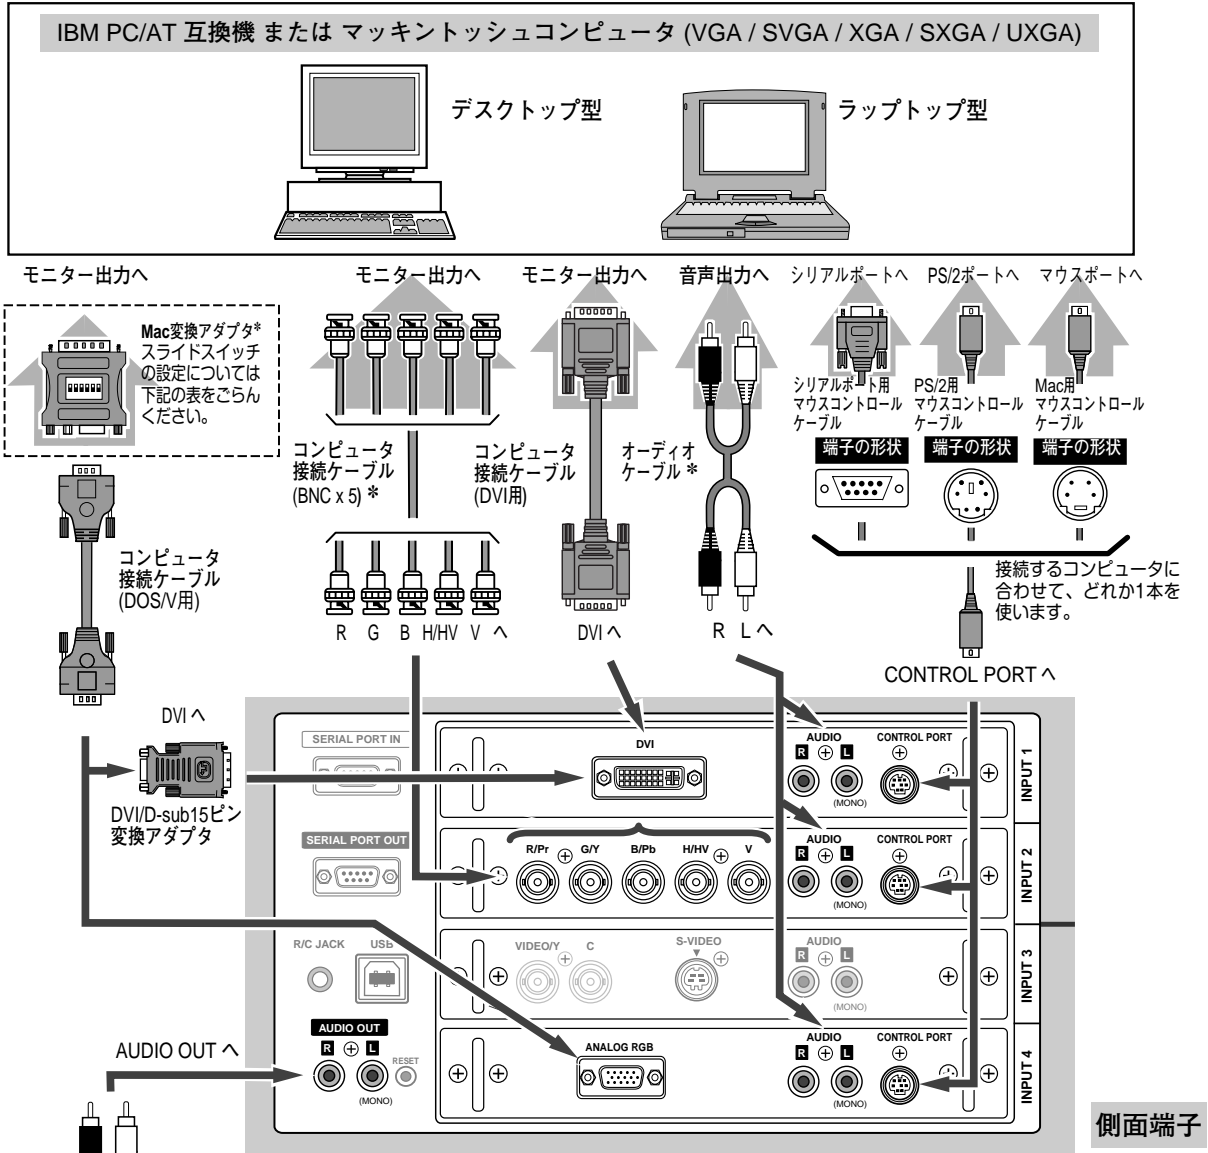 IBM PC/AT 互換機 または マッキントッシュコンピュータ (VGA / SVGA / XGA / SXGA / UXGA)
デスクトップ型
ラップトップ型
モニター出力へ
モニター出力へ
モニター出力へ
音声出力へ
シリアルポートへ
PS/2ポートへ
マウスポートへ
Mac変換アダプタ*
スライドスイッチ
の設定については
下記の表をごらん
ください。
シリアルポート用
マウスコントロール
ケーブル
PS/2用
マウスコントロール
ケーブル
Mac用
マウスコントロール
ケーブル
端子の形状
端子の形状
端子の形状
コンピュータ
接続ケーブル
(BNC x 5) *
コンピュータ
接続ケーブル
(DVI用)
オーディオ
ケーブル *
コンピュータ
接続ケーブル
(DOS/V用)
接続するコンピュータに
合わせて、どれか1本を
使います。
R G B H/HV V へ
DVI へ
R L へ
CONTROL PORT へ
DVI へ
DVI/D-sub15ピン
変換アダプタ
SERIAL PORT IN
DVI
AUDIO
R L
(MONO)
CONTROL PORT
INPUT 1
SERIAL PORT OUT
R/Pr G/Y B/Pb H/HV V
AUDIO
R L
(MONO)
CONTROL PORT
INPUT 2
R/C JACK
USB
VIDEO/Y C
S-VIDEO
AUDIO
R L
(MONO)
INPUT 3
AUDIO OUT へ
AUDIO OUT
R L
(MONO)
RESET
ANALOG RGB
AUDIO
R L
(MONO)
CONTROL PORT
INPUT 4
側面端子